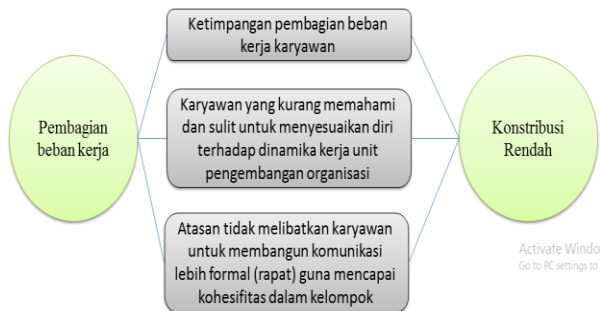 Ketimpangan pembagian beban
kerja karyawan
Pembagian
beban kerja
Karyawan yang kurang memahami
dan sulit untuk menyesuaikan diri
terhadap dinamika kerja unit
pengembangan organisasi
Konstribusi
Rendah
Atasan tidak melibatkan karyawan
untuk membangun komunikasi
lebih formal (rapat) guna mencapai
kohesifitas dalam kelompok
Activate Windo
Go to PC settings to